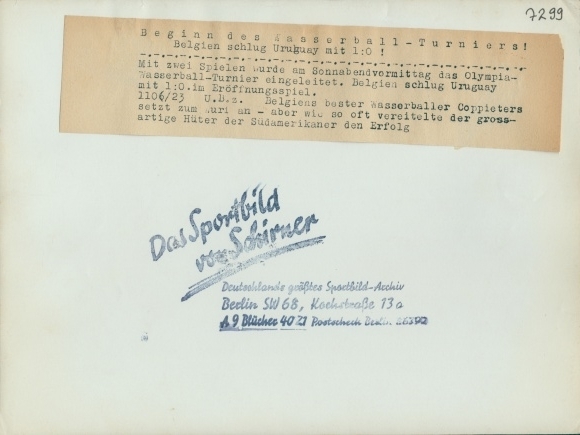 7299
Beginn des Wasserball-Turniers!
Belgien schlug Uruguay mit 1:0 !
Mit zwei Spielen wurde am Sonnabendvormittag das Olympia-
Wasserball-Turnier eingeleitet. Belgien schlug Uruguay
mit 1:0.im Eröffnungsspiel.
1106/23 U.B.z. Belgiens bester Wasserballer Coppieters
setzt zum Wurf an - aber wie so oft vereitelte der gross-
artige Hüter der Südamerikaner den Erfolg
Das Sportbild
von Schirner
Deutschlands größtes Sportbild-Archiv
Berlin SW 68, Kochstraße 13a
A 9 Blücher 40 21 Postscheck Berlin